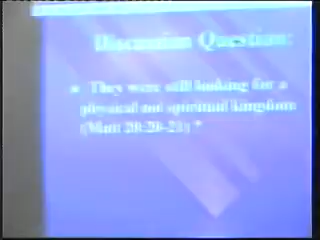 Discussion Question:
They were still looking for a
physical not spiritual kingdom
(Matt 20:20-21) "